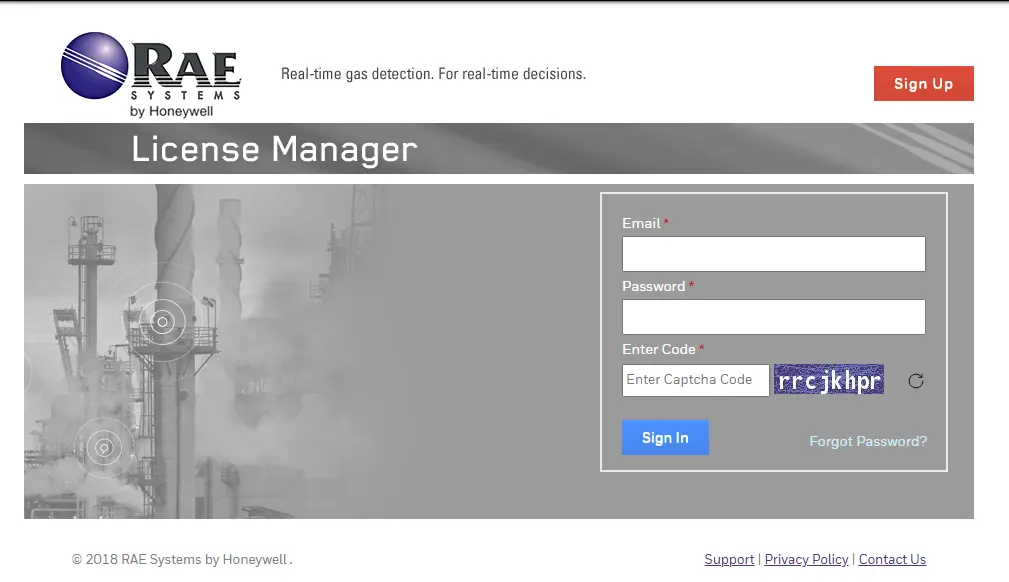 RAE
SYSTEMS
by Honeywell
Real-time gas detection. For real-time decisions.
Sign Up
License Manager
Email *
Password *
Enter Code *
Enter Captcha Code
rrcjkhpr
Sign In
Forgot Password?
© 2018 RAE Systems by Honeywell .
Support | Privacy Policy | Contact Us